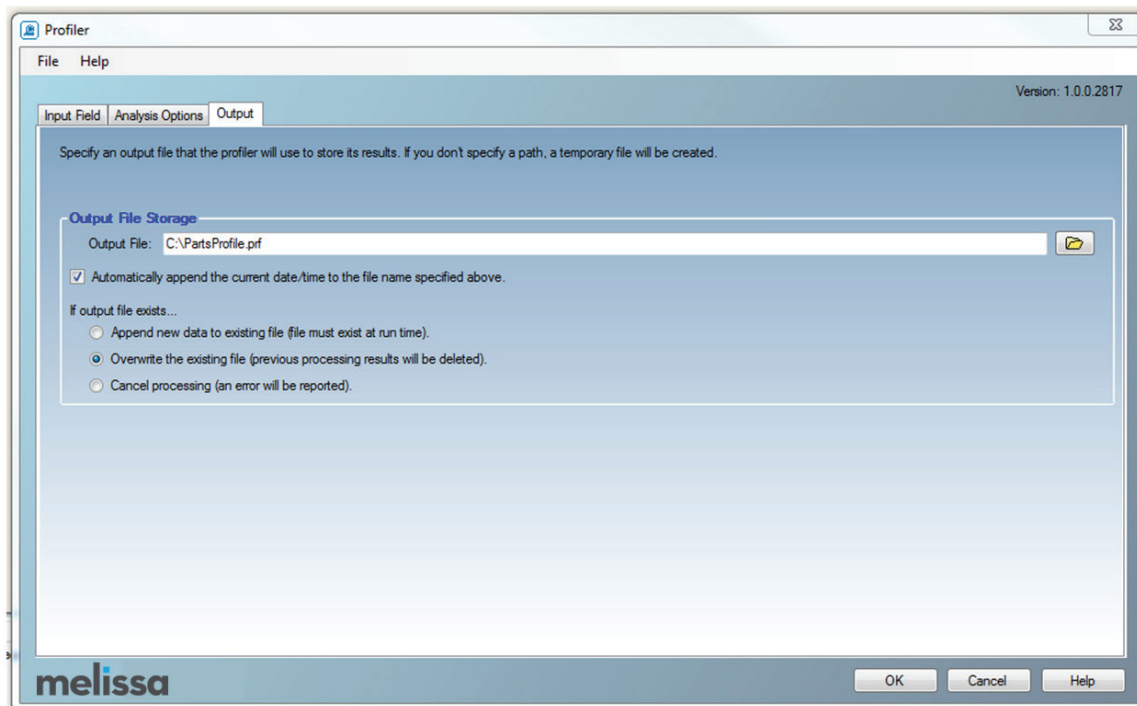 Profiler
File Help
Version: 1.0.0.2817
Input Field Analysis Options Output
Specify an output file that the profiler will use to store its results. If you don't specify a path, a temporary file will be created.
Output File Storage
Output File: C:\PartsProfile.prf
Automatically append the current date/time to the file name specified above.
If output file exists...
Append new data to existing file (file must exist at run time).
Overwrite the existing file (previous processing results will be deleted).
Cancel processing (an error will be reported).
melissa
OK Cancel Help